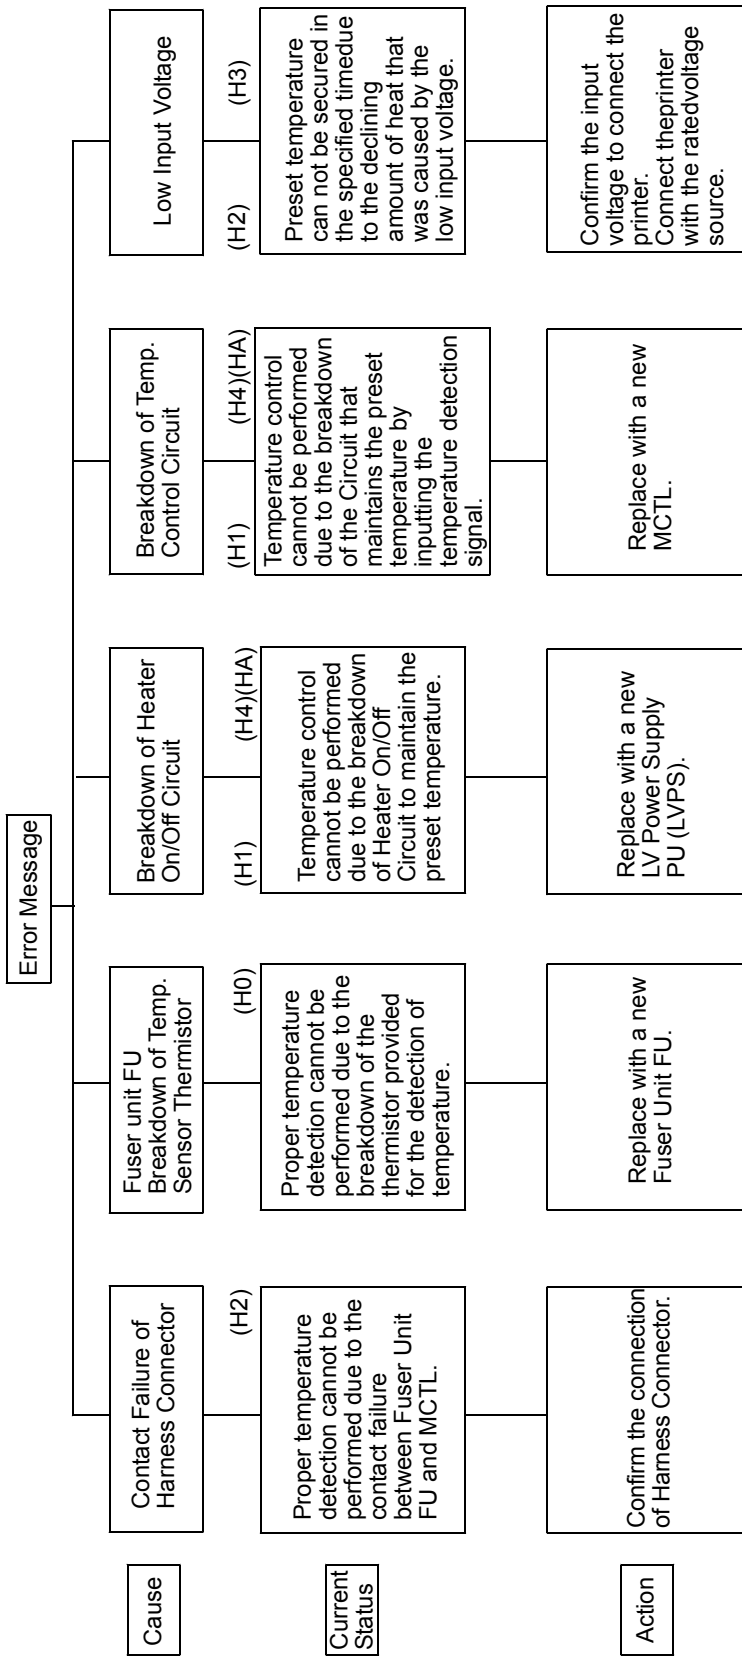 Error Message
Cause
Contact Failure of
Harness Connector
Fuser unit FU
Breakdown of Temp.
Sensor Thermistor
Breakdown of Heater
On/Off Circuit
Breakdown of Temp.
Control Circuit
Low Input Voltage
(H2)
(H0)
(H1)
(H4)(HA)
(H1)
(H4)(HA)
(H2)
(H3)
Current
Status
Proper temperature
detection cannot be
performed due to the
contact failure
between Fuser Unit
FU and MCTL.
Proper temperature
detection cannot be
performed due to the
breakdown of the
thermistor provided
for the detection of
temperature.
Temperature control
cannot be performed
due to the breakdown
of Heater On/Off
Circuit to maintain the
preset temperature.
Temperature control
cannot be performed
due to the breakdown
of the Circuit that
maintains the preset
temperature by
inputting the
temperature detection
signal.
Preset temperature
can not be secured in
the specified timedue
to the declining
amount of heat that
was caused by the
low input voltage.
Action
Confirm the connection
of Harness Connector.
Replace with a new
Fuser Unit FU.
Replace with a new
LV Power Supply
PU (LVPS).
Replace with a new
MCTL.
Confirm the input
voltage to connect the
printer.
Connect theprinter
with the ratedvoltage
source.